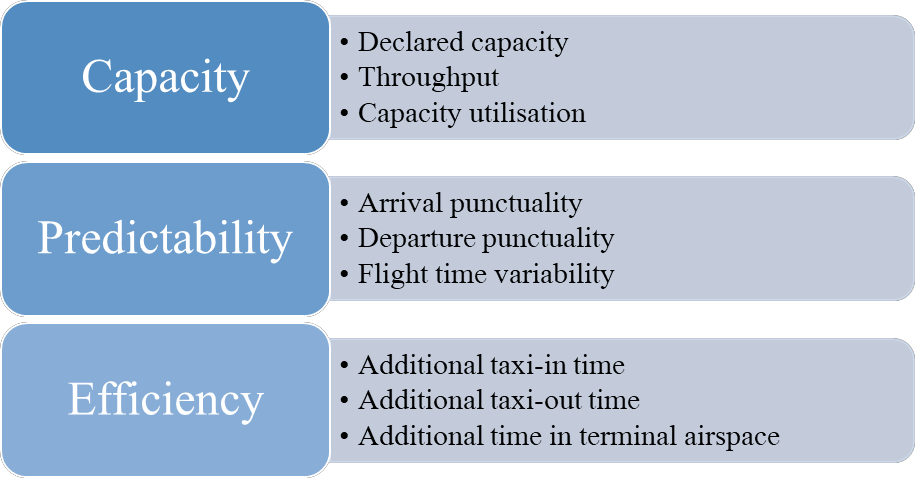 Capacity
• Declared capacity
• Throughput
• Capacity utilisation
Predictability
• Arrival punctuality
• Departure punctuality
• Flight time variability
Efficiency
• Additional taxi-in time
• Additional taxi-out time
• Additional time in terminal airspace